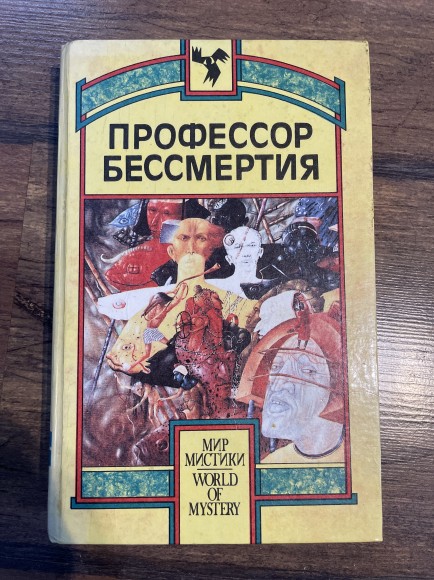 ПРОФЕССОР
БЕССМЕРТИЯ
МИР
МИСТИКИ
WORLD
OF
MYSTERY